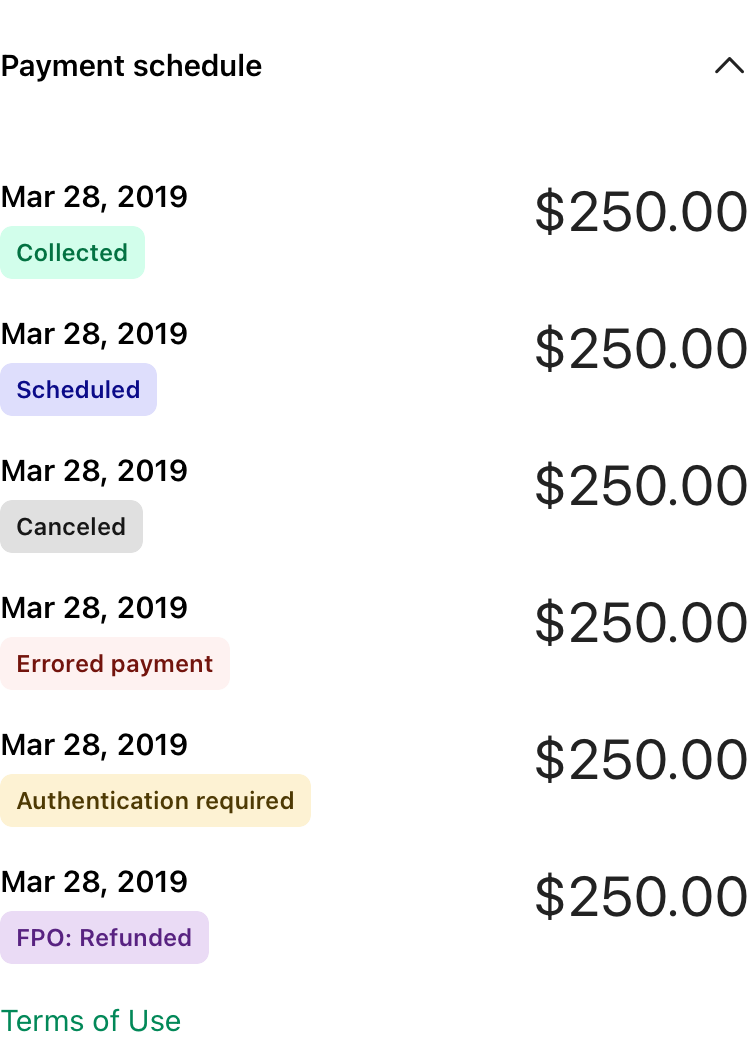 Payment schedule
Mar 28, 2019
$250.00
Collected
Mar 28, 2019
$250.00
Scheduled
Mar 28, 2019
$250.00
Canceled
Mar 28, 2019
$250.00
Errored payment
Mar 28, 2019
$250.00
Authentication required
Mar 28, 2019
$250.00
FPO: Refunded
Terms of Use